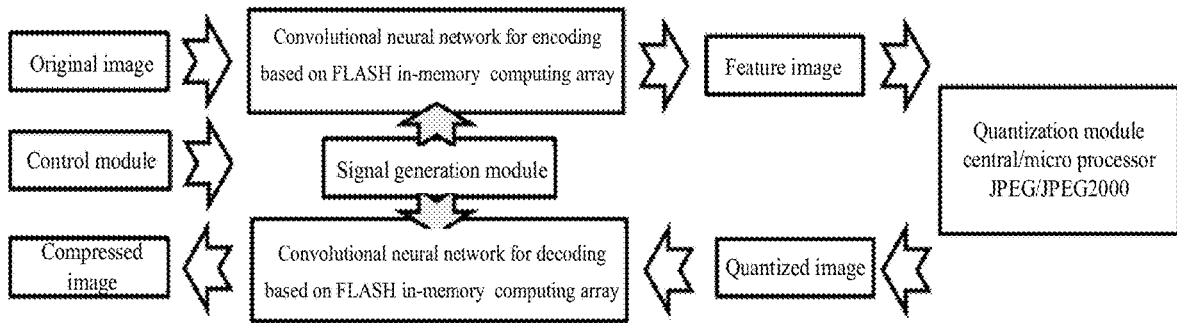 Original image
Convolutional neural network for encoding
based on FLASH in-memory computing array
Feature image
Quantization module
central/micro processor
JPEG/JPEG2000
Control module
Signal generation module
Compressed
image
Convolutional neural network for decoding
based on FLASH in-memory computing array
Quantized image